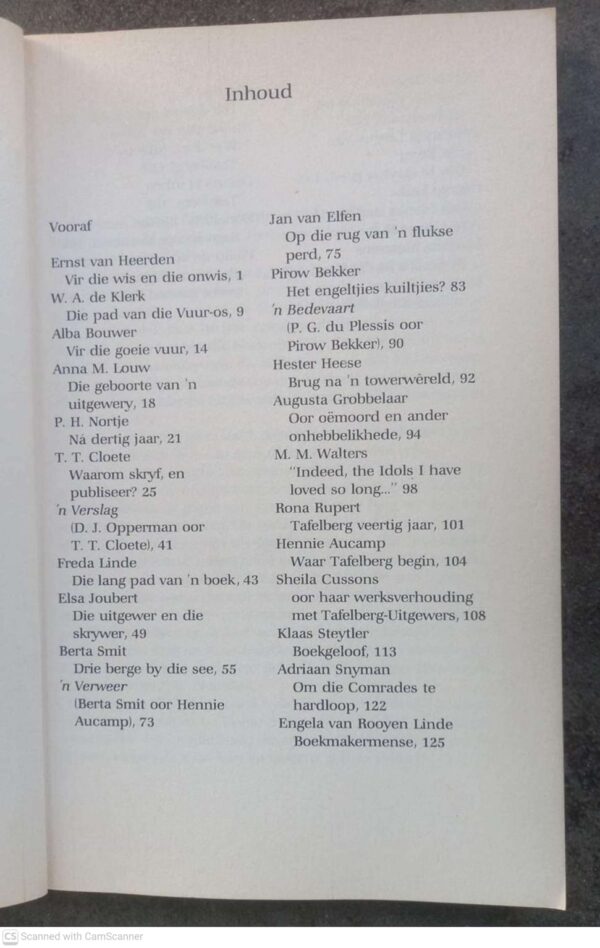 Inhoud
Vooraf
Ernst van Heerden
Vir die wis en die onwis, 1
W. A. de Klerk
Die pad van die Vuur-os, 9
Alba Bouwer
Vir die goeie vuur, 14
Anna M. Louw
Die geboorte van 'n
uitgewery, 18
P. H. Nortje
Ná dertig jaar, 21
T. T. Cloete
Waarom skryf, en
publiseer? 25
'n Verslag
(D. J. Opperman oor
T. T. Cloete), 41
Freda Linde
Die lang pad van 'n boek, 43
Elsa Joubert
Die uitgewer en die
skrywer, 49
Berta Smit
Drie berge by die see, 55
'n Verweer
(Berta Smit oor Hennie
Aucamp), 73
Jan van Elfen
Op die rug van 'n flukse
perd, 75
Pirow Bekker
Het engeltjies kuiltjies? 83
'n Bedevaart
(P. G. du Plessis oor
Pirow Bekker), 90
Hester Heese
Brug na 'n towerwêreld, 92
Augusta Grobbelaar
Oor oëmoord en ander
onhebbelikhede, 94
M. M. Walters
"Indeed, the Idols I have
loved so long..." 98
Rona Rupert
Tafelberg veertig jaar, 101
Hennie Aucamp
Waar Tafelberg begin, 104
Sheila Cussons
oor haar werksverhouding
met Tafelberg-Uitgewers, 108
Klaas Steytler
Boekgeloof, 113
Adriaan Snyman
Om die Comrades te
hardloop, 122
Engela van Rooyen Linde
Boekmakermense, 125
CS Scanned with CamScanner